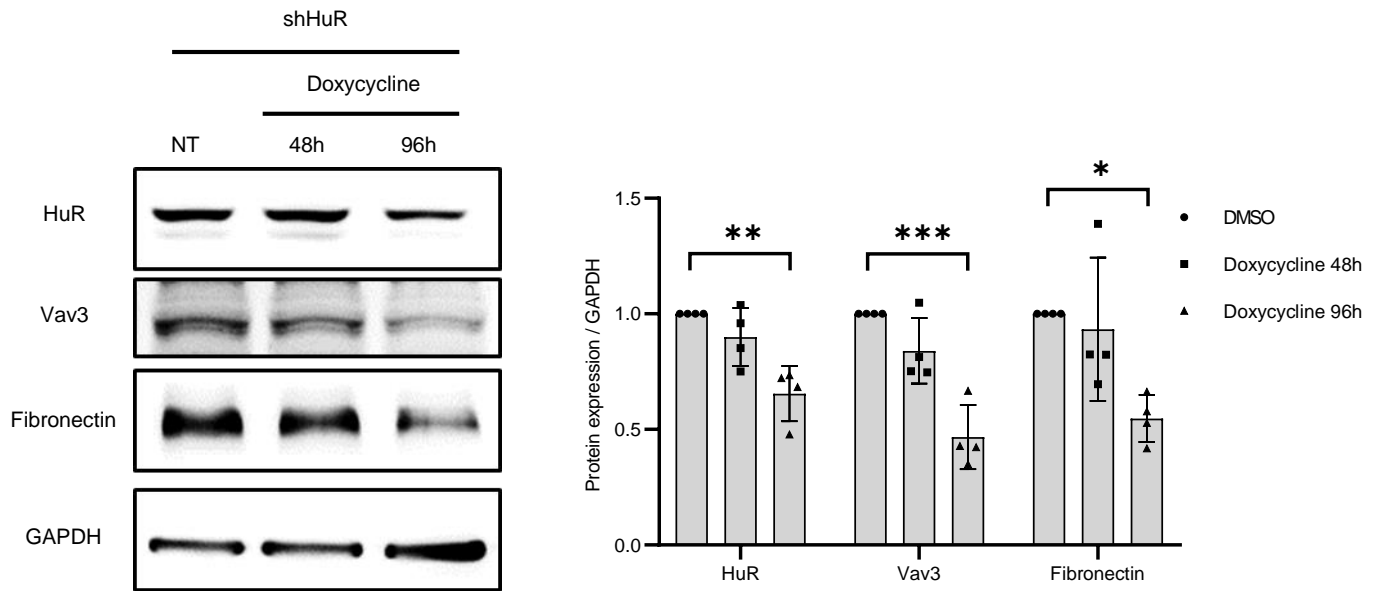 shHuR
Doxycycline
NT 48h 96h
HuR
Vav3
Fibronectin
GAPDH
Protein expression / GAPDH
1.5
1.0
0.5
0.0
** *** *
HuR Vav3 Fibronectin
DMSO
Doxycycline 48h
Doxycycline 96h